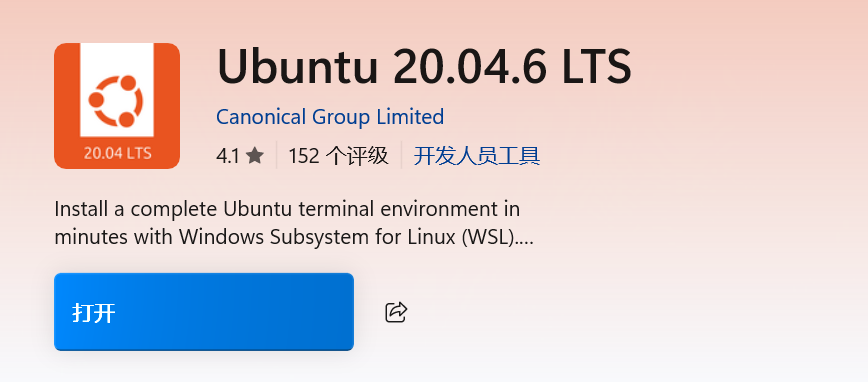 Ubuntu 20.04.6 LTS
Canonical Group Limited
20.04 LTS
4.1 ★ 152 个评级 开发人员工具
Install a complete Ubuntu terminal environment in
minutes with Windows Subsystem for Linux (WSL)....
打开